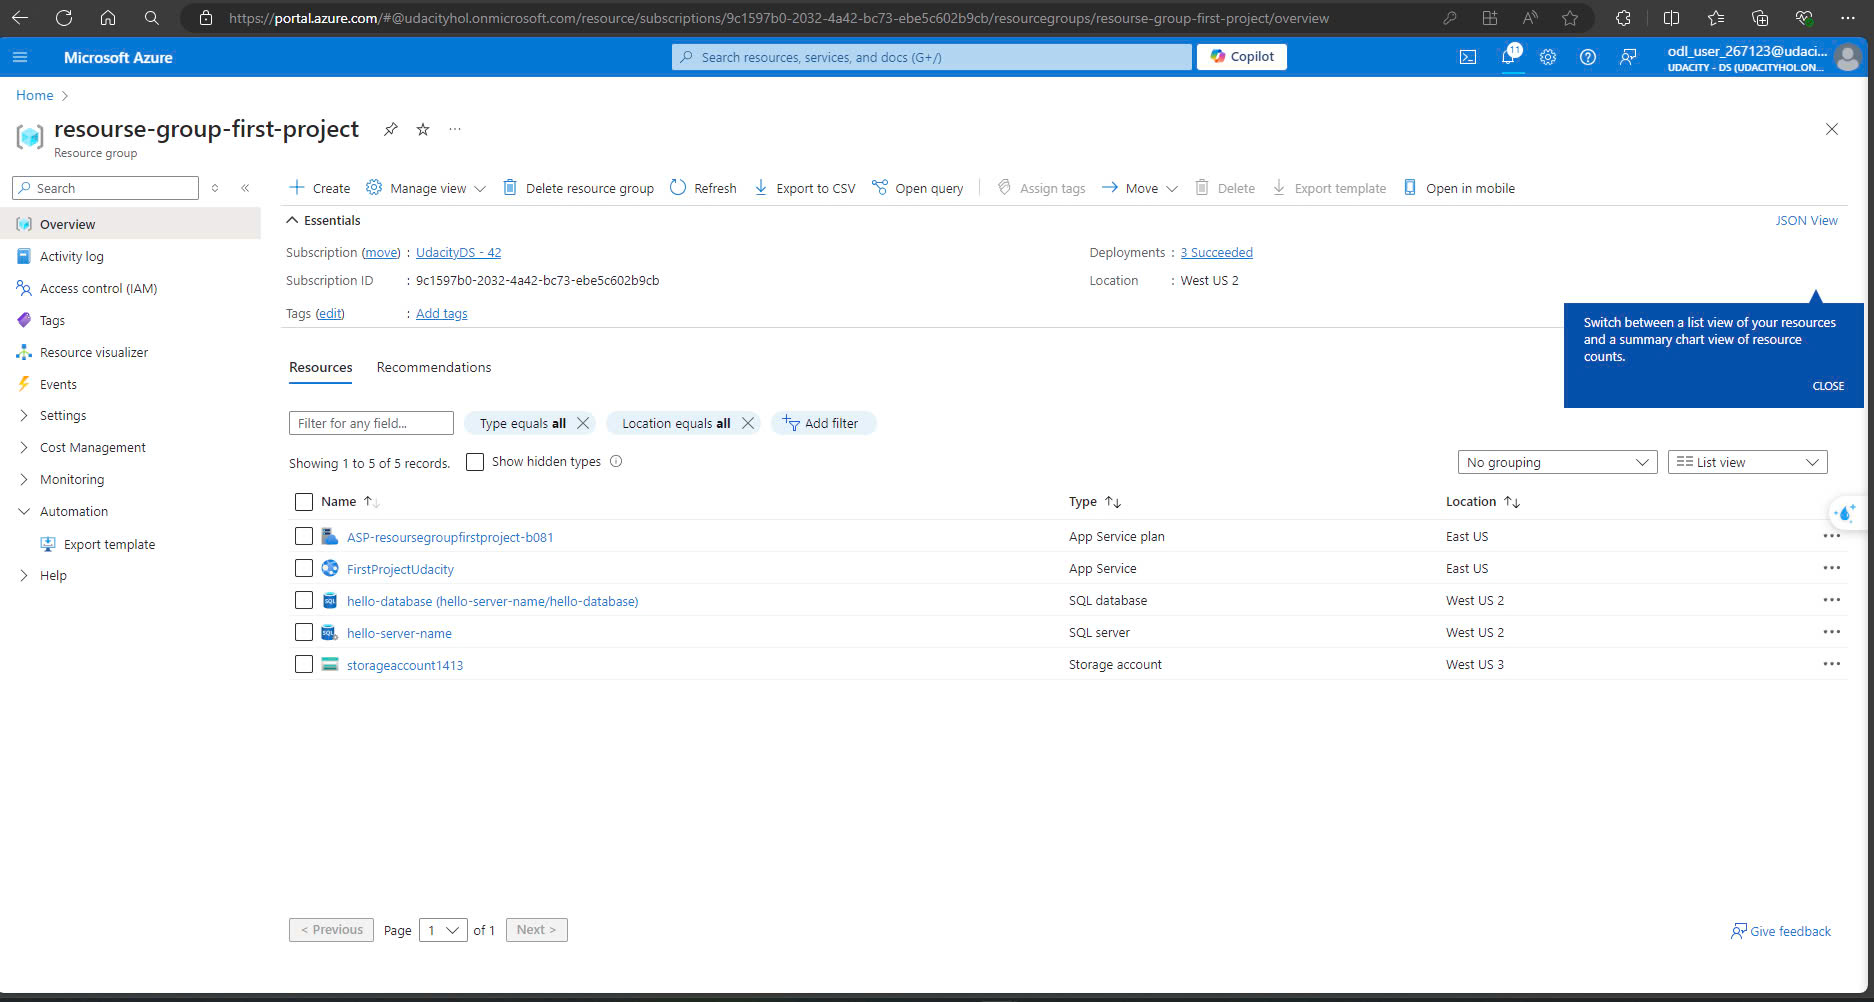 https://portal.azure.com/#@udacityhol.onmicrosoft.com/resource/subscriptions/9c1597b0-2032-4a42-bc73-ebe5c602b9cb/resourcegroups/resourse-group-first-project/overview
Microsoft Azure
Search resources, services, and docs (G+/)
Copilot
11
odl_user_267123@udaci...
UDACITY - DS (UDACITYHOL.ON...
Home
resourse-group-first-project
Resource group
Search
Create Manage view Delete resource group Refresh Export to CSV Open query Assign tags Move Delete Export template Open in mobile
Overview
Activity log
Access control (IAM)
Tags
Resource visualizer
Events
Settings
Cost Management
Monitoring
Automation
Export template
Help
Essentials
JSON View
Subscription (move) : UdacityDS - 42
Deployments : 3 Succeeded
Subscription ID : 9c1597b0-2032-4a42-bc73-ebe5c602b9cb
Location : West US 2
Tags (edit) : Add tags
Switch between a list view of your resources
and a summary chart view of resource
counts.
CLOSE
Resources Recommendations
Filter for any field... Type equals all Location equals all Add filter
Showing 1 to 5 of 5 records. Show hidden types
No grouping List view
Name Type Location
ASP-resoursegroupfirstproject-b081 App Service plan East US
FirstProjectUdacity App Service East US
hello-database (hello-server-name/hello-database) SQL database West US 2
hello-server-name SQL server West US 2
storageaccount1413 Storage account West US 3
< Previous Page 1 of 1 Next >
Give feedback